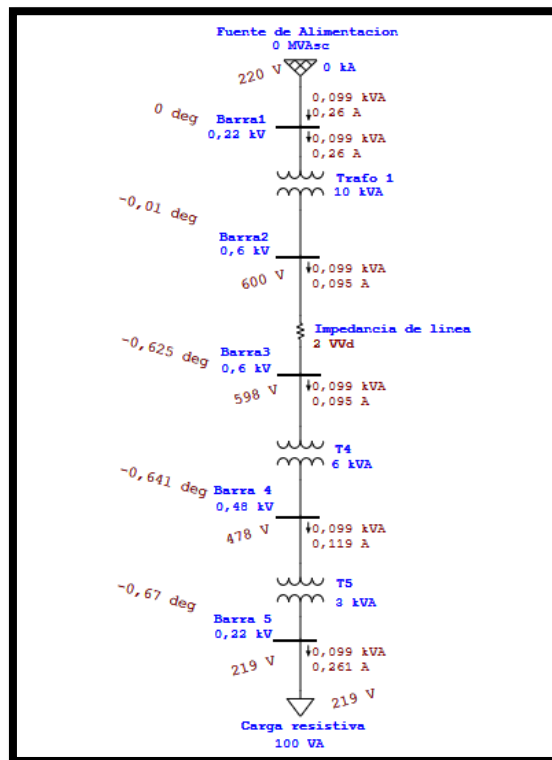 Fuente de Alimentacion
0 MVAsc
220 V
0 kA
0,099 kVA
0,26 A
0 deg
Barra1
0,22 kV
0,099 kVA
0,26 A
Trafo 1
10 kVA
-0,01 deg
Barra2
0,6 kV
600 V
0,099 kVA
0,095 A
Impedancia de linea
2 VVd
-0,625 deg
Barra3
0,6 kV
598 V
0,099 kVA
0,095 A
T4
6 kVA
-0,641 deg
Barra 4
0,48 kV
478 V
0,099 kVA
0,119 A
T5
3 kVA
-0,67 deg
Barra 5
0,22 kV
219 V
0,099 kVA
0,261 A
219 V
Carga resistiva
100 VA